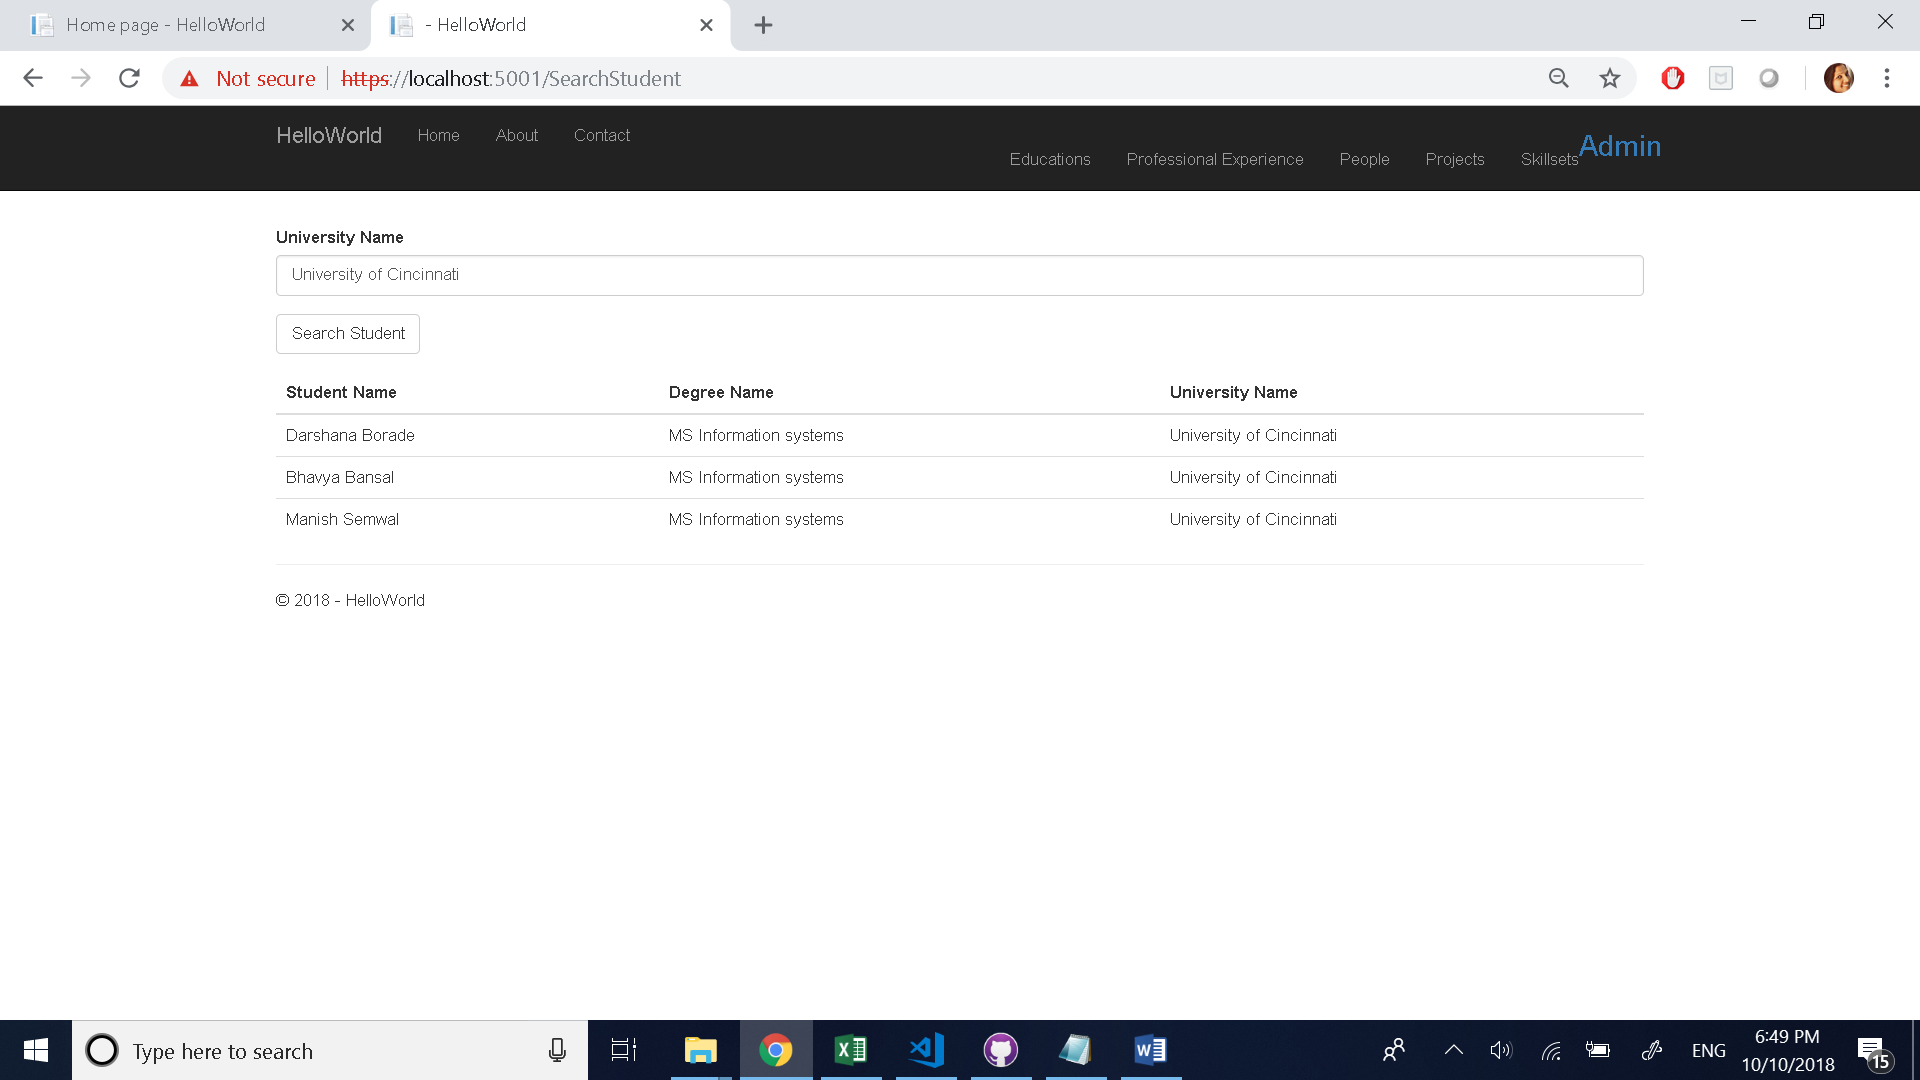 Home page - HelloWorld
- HelloWorld
Not secure
https://localhost:5001/SearchStudent
HelloWorld Home About Contact
Educations Professional Experience People Projects Skillsets Admin
University Name
University of Cincinnati
Search Student
Student Name Degree Name University Name
Darshana Borade MS Information systems University of Cincinnati
Bhavya Bansal MS Information systems University of Cincinnati
Manish Semwal MS Information systems University of Cincinnati
© 2018 - HelloWorld
Type here to search
ENG
6:49 PM
10/10/2018
15